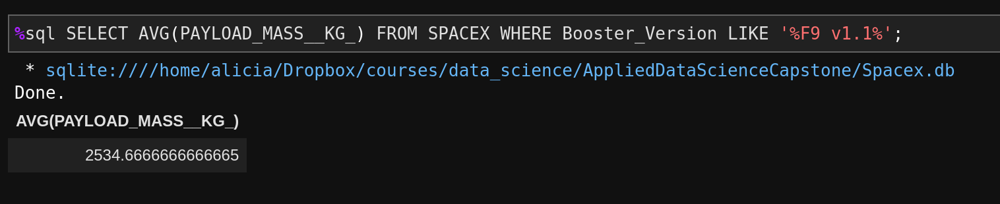 %sql SELECT AVG(PAYLOAD_MASS__KG_) FROM SPACEX WHERE Booster_Version LIKE '%F9 v1.1%';
* sqlite:////home/alicia/Dropbox/courses/data_science/AppliedDataScienceCapstone/Spacex.db
Done.
AVG(PAYLOAD_MASS__KG_)
2534.6666666666665